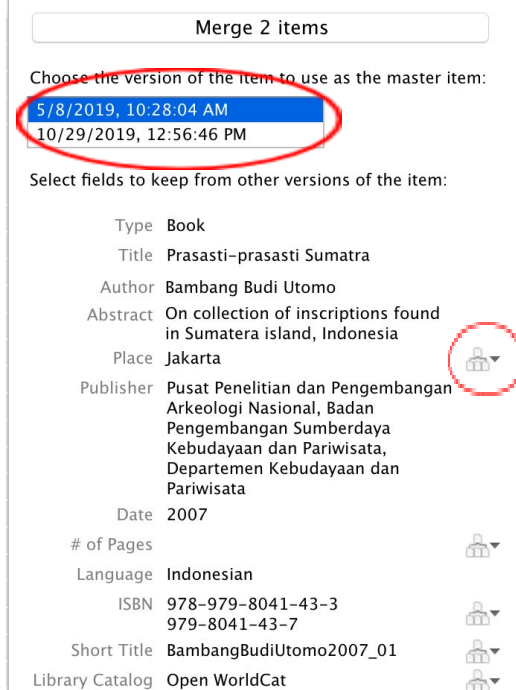 Merge 2 items
Choose the version of the item to use as the master item:
5/8/2019, 10:28:04 AM
10/29/2019, 12:56:46 PM
Select fields to keep from other versions of the item:
Type Book
Title Prasasti-prasasti Sumatra
Author Bambang Budi Utomo
Abstract On collection of inscriptions found
in Sumatera island, Indonesia
Place Jakarta
Publisher Pusat Penelitian dan Pengembangan
Arkeologi Nasional, Badan
Pengembangan Sumberdaya
Kebudayaan dan Pariwisata,
Departemen Kebudayaan dan
Pariwisata
Date 2007
# of Pages
Language Indonesian
ISBN 978-979-8041-43-3
979-8041-43-7
Short Title BambangBudiUtomo2007_01
Library Catalog Open WorldCat